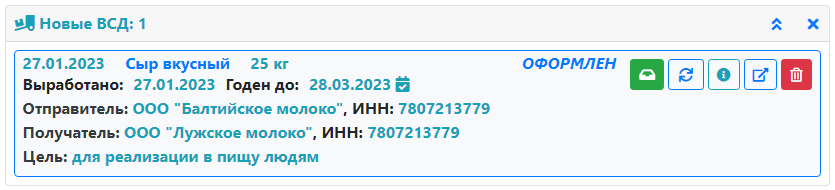 Новые ВСД: 1
27.01.2023 Сыр вкусный 25 кг ОФОРМЛЕН
Выработано: 27.01.2023 Годен до: 28.03.2023
Отправитель: ООО "Балтийское молоко", ИНН: 7807213779
Получатель: ООО "Лужское молоко", ИНН: 7807213779
Цель: для реализации в пищу людям